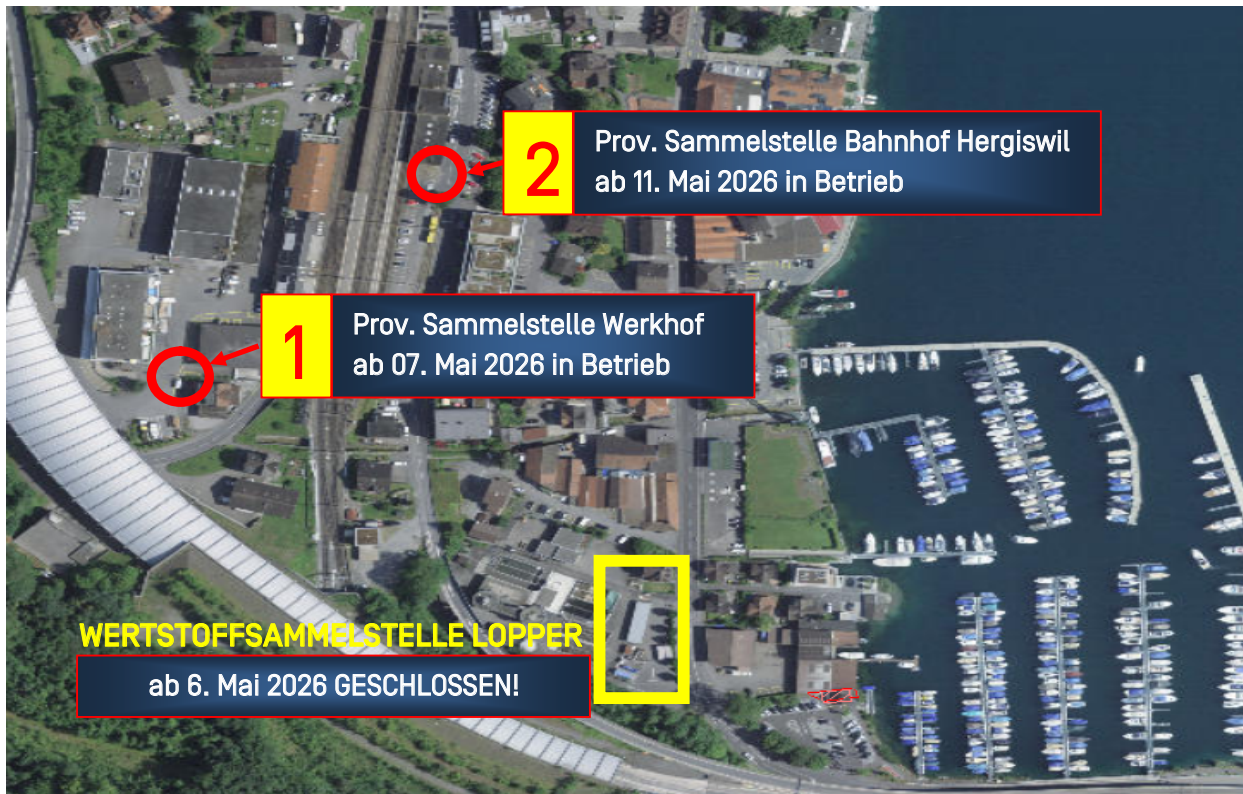 2
Prov. Sammelstelle Bahnhof Hergiswil
ab 11. Mai 2026 in Betrieb
1
Prov. Sammelstelle Werkhof
ab 07. Mai 2026 in Betrieb
WERTSTOFFSAMMELSTELLE LOPPER
ab 6. Mai 2026 GESCHLOSSEN!